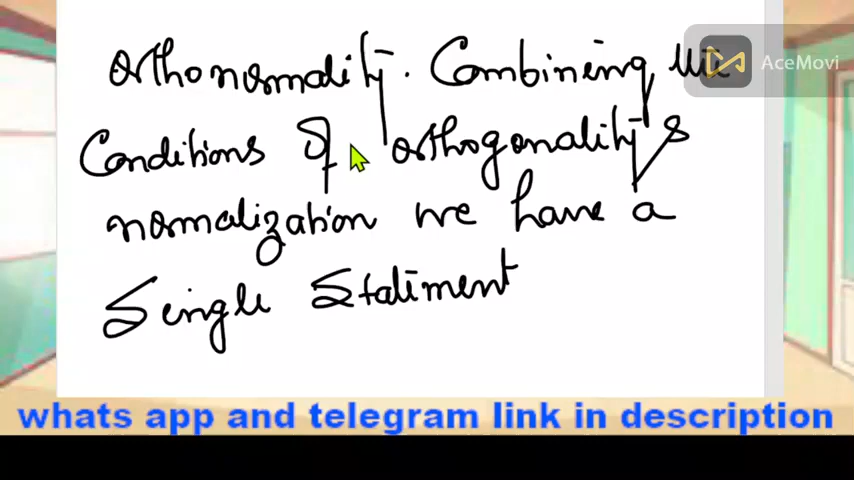 Orthonormality. Combining the
AceMovi
Conditions of orthogonality &
normalization we have a
Single Statement
whats app and telegram link in description